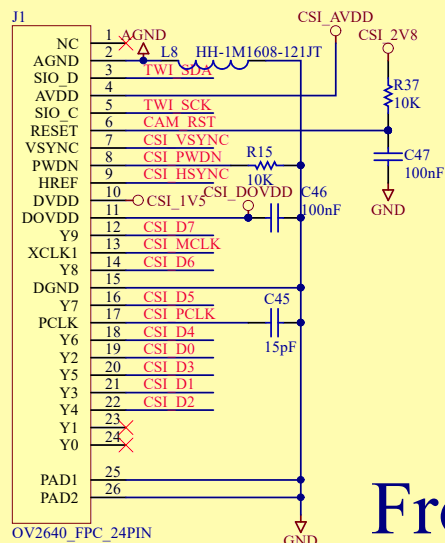 J1
CSI_AVDD
NC 1 AGND CSI_2V8
AGND 2 L8 HH-1M1608-121JT
SIO_D 3 TWI_SDA
AVDD 4 R37
SIO_C 5 TWI_SCK 10K
RESET 6 CAM_RST
VSYNC 7 CSI_VSYNC
PWDN 8 CSI_PWDN R15 C47
HREF 9 CSI_HSYNC 10K 100nF
DVDD 10 CSI_1V5 CSI_DOVDD C46
DOVDD 11 100nF GND
Y9 12 CSI_D7
XCLK1 13 CSI_MCLK
Y8 14 CSI_D6
DGND 15
Y7 16 CSI_D5 C45
PCLK 17 CSI_PCLK
Y6 18 CSI_D4 15pF
Y2 19 CSI_D0
Y5 20 CSI_D3
Y3 21 CSI_D1
Y4 22 CSI_D2
Y1 23
Y0 24
PAD1 25
PAD2 26
OV2640_FPC_24PIN GND